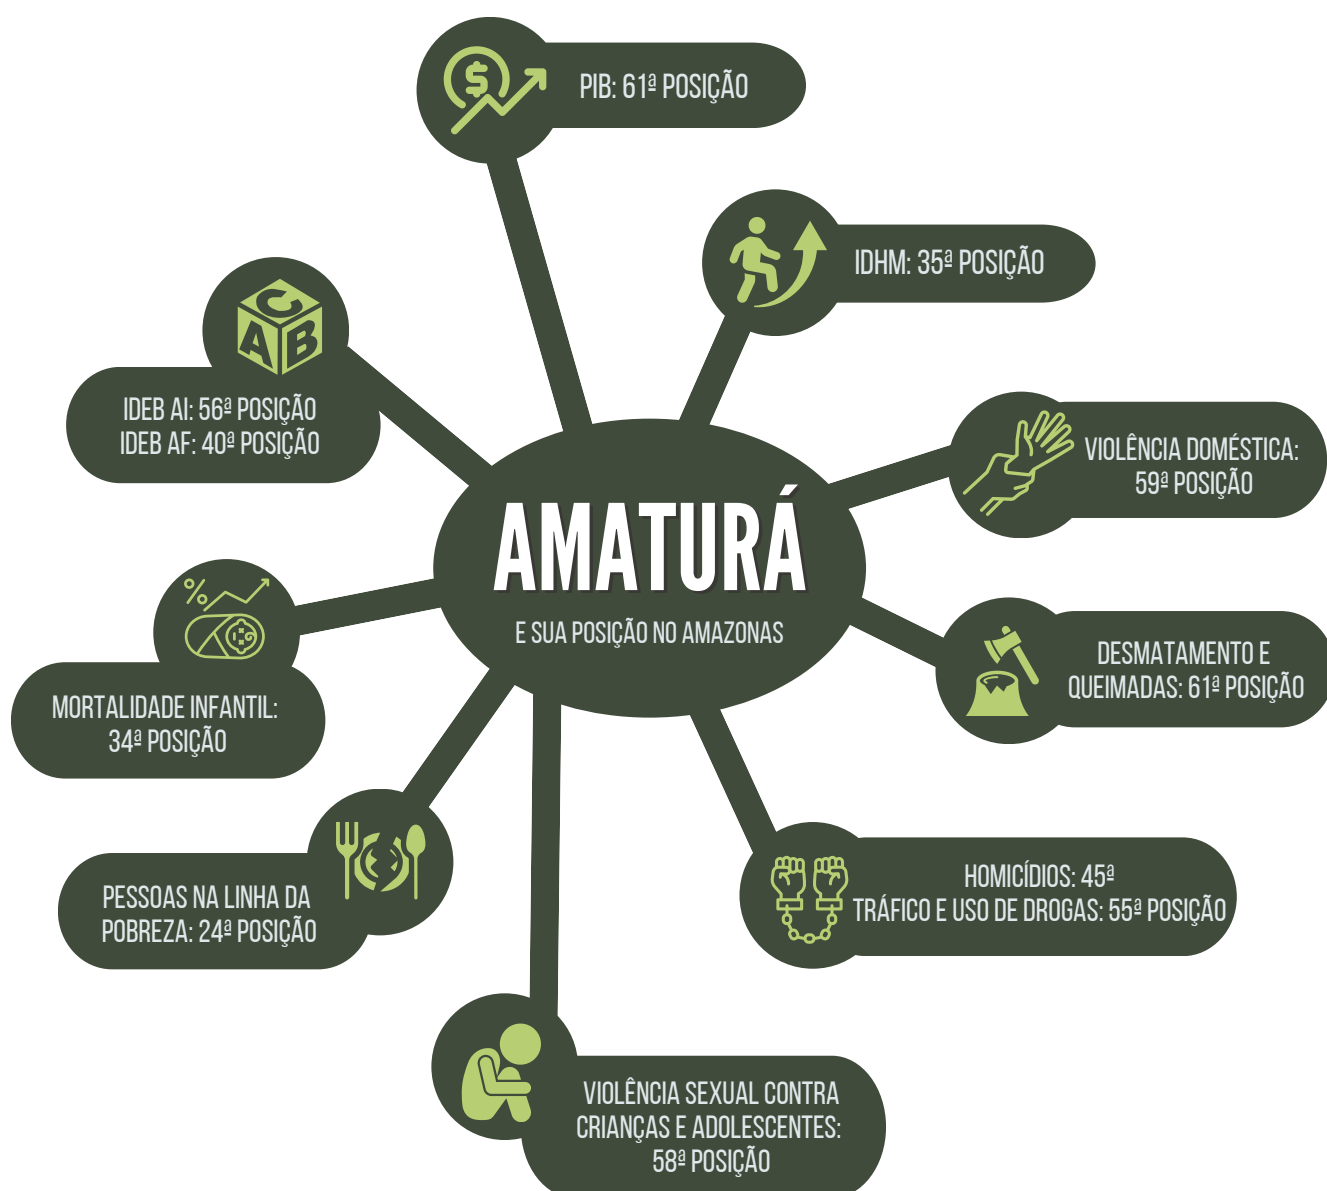 PIB: 61ª POSIÇÃO
IDHM: 35ª POSIÇÃO
C
A B
IDEB AI: 56ª POSIÇÃO
IDEB AF: 40ª POSIÇÃO
VIOLÊNCIA DOMÉSTICA:
59ª POSIÇÃO
AMATURÁ
E SUA POSIÇÃO NO AMAZONAS
%
MORTALIDADE INFANTIL:
34ª POSIÇÃO
DESMATAMENTO E
QUEIMADAS: 61ª POSIÇÃO
PESSOAS NA LINHA DA
POBREZA: 24ª POSIÇÃO
HOMICÍDIOS: 45ª
TRÁFICO E USO DE DROGAS: 55ª POSIÇÃO
VIOLÊNCIA SEXUAL CONTRA
CRIANÇAS E ADOLESCENTES:
58ª POSIÇÃO